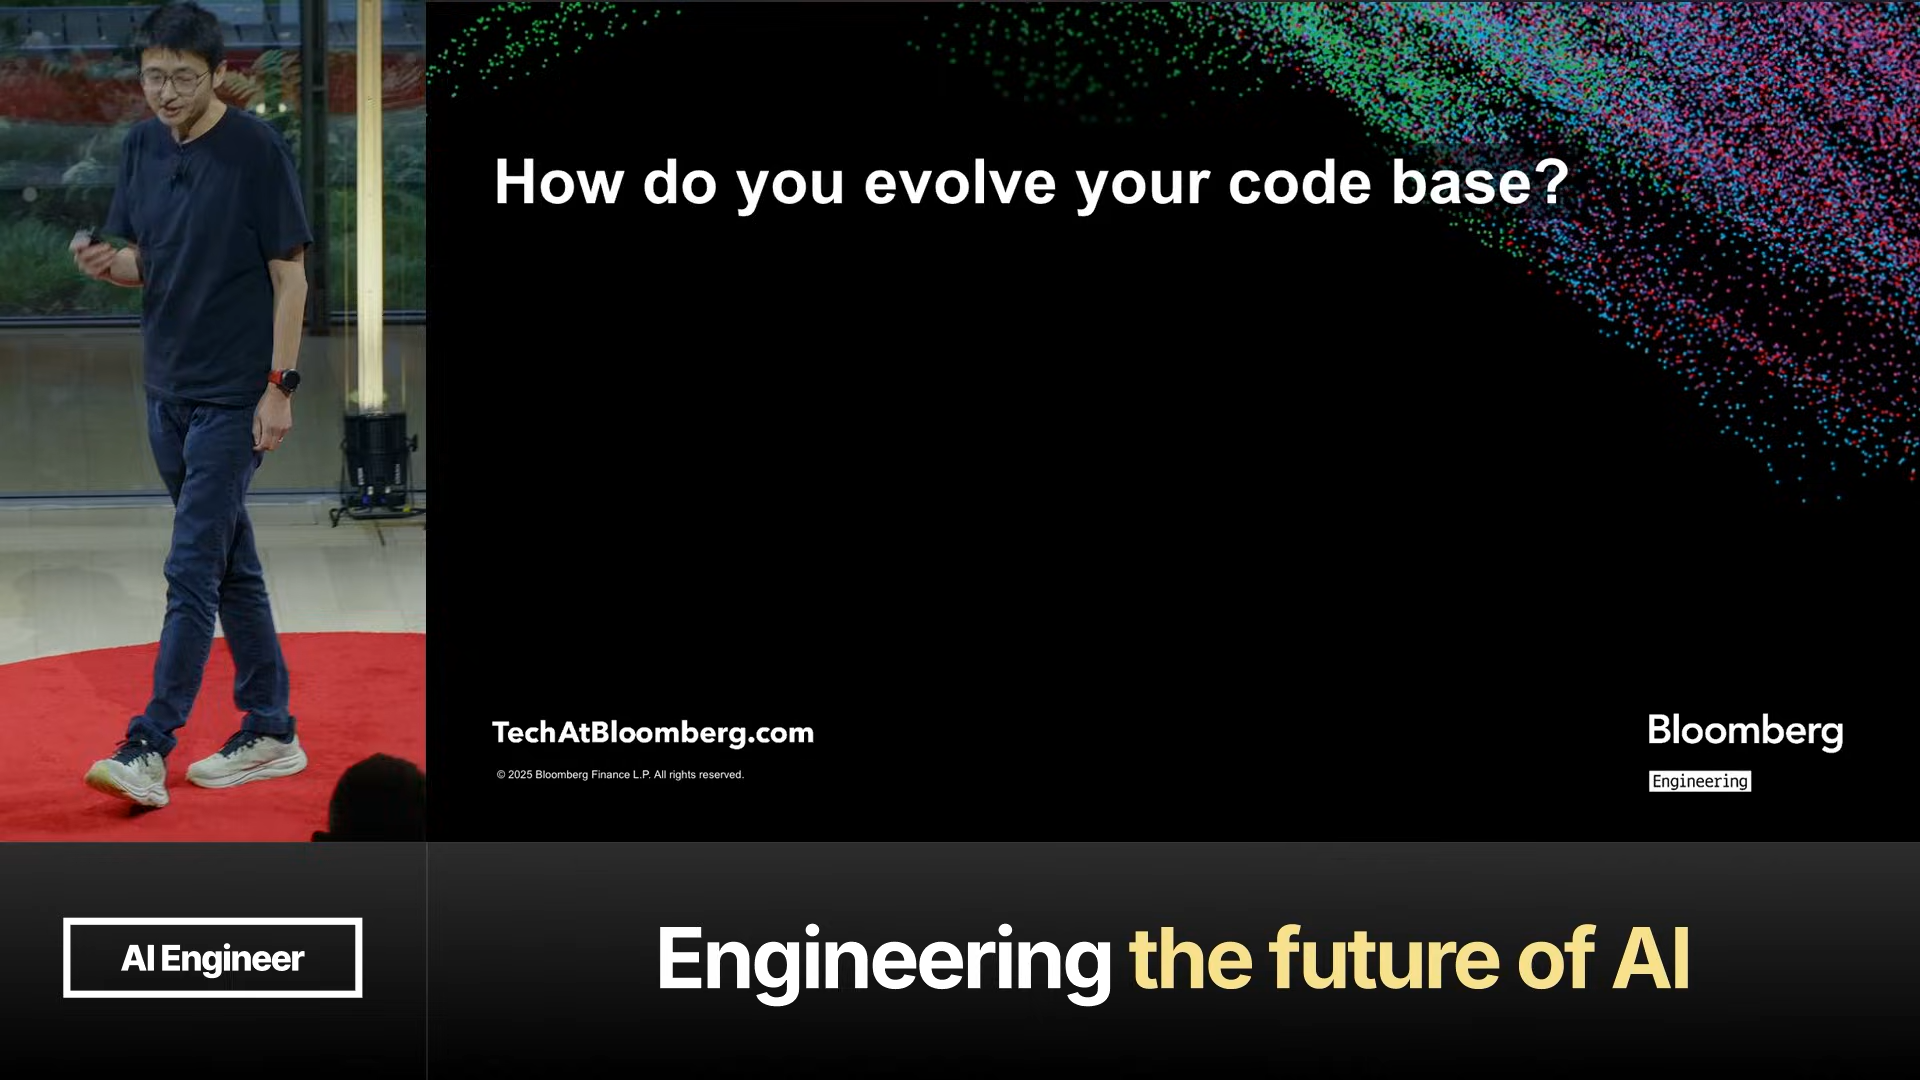 How do you evolve your code base?
TechAtBloomberg.com
© 2025 Bloomberg Finance L.P. All rights reserved.
Bloomberg
Engineering
AI Engineer
Engineering the future of AI